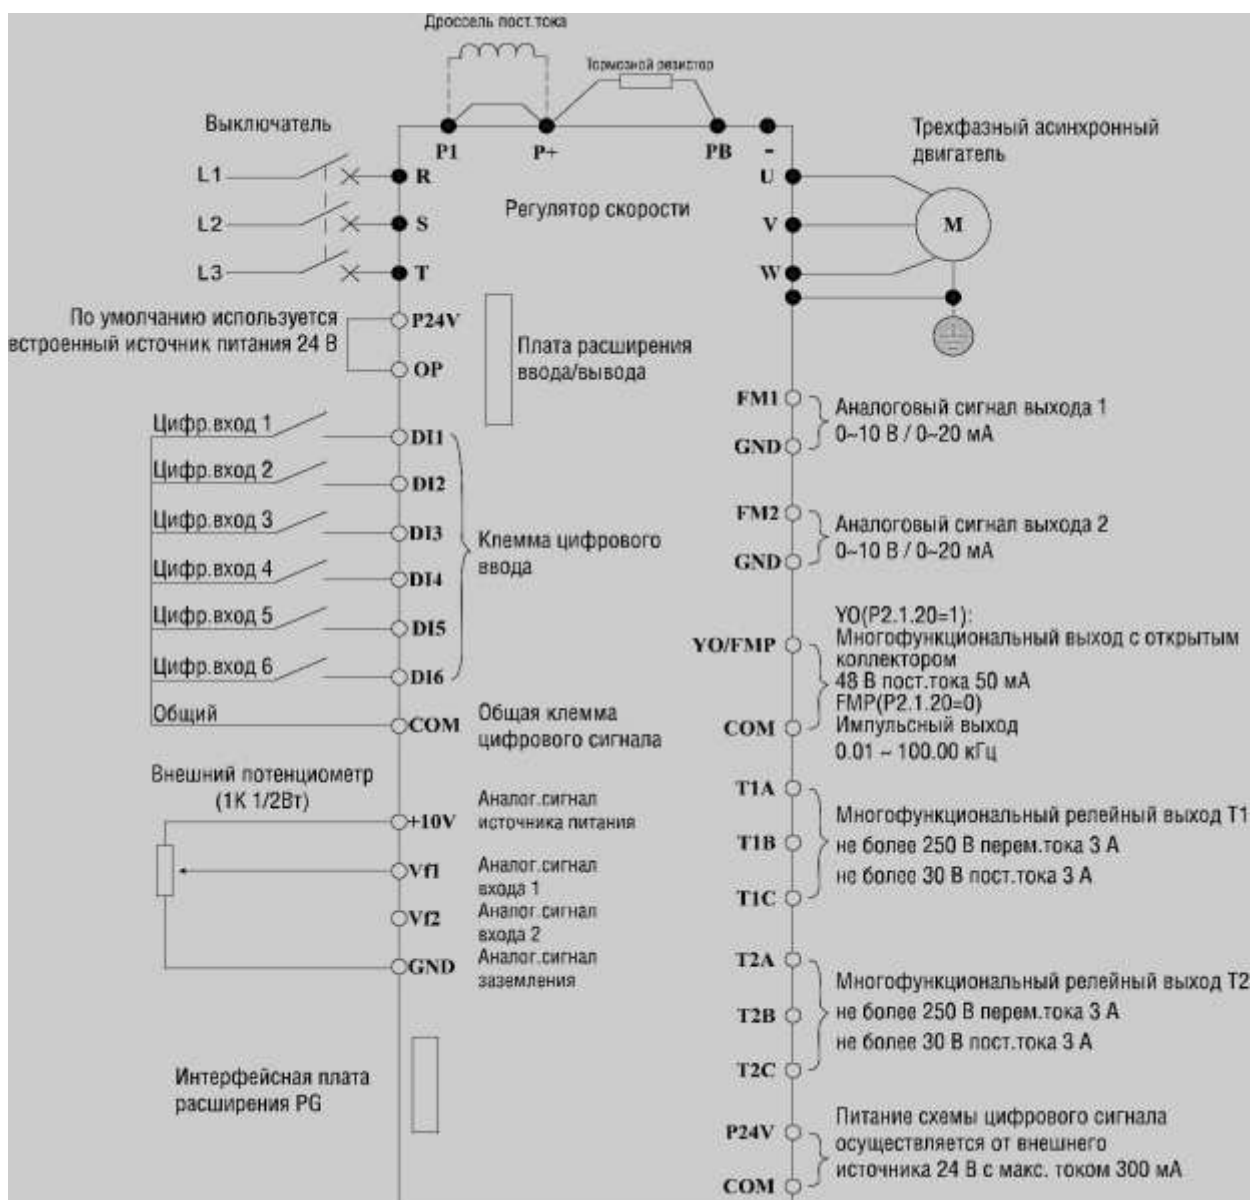 Дроссель пост.тока
Тормозной резистор
Выключатель
P1
P+
PB
-
Трехфазный асинхронный
двигатель
L1
R
U
L2
S
Регулятор скорости
V
M
L3
T
W
По умолчанию используется
встроенный источник питания 24 В
P24V
OP
Плата расширения
ввода/вывода
Цифр.вход 1
DI1
Цифр.вход 2
DI2
Цифр.вход 3
DI3
Цифр.вход 4
DI4
Цифр.вход 5
DI5
Цифр.вход 6
DI6
Клемма цифрового
ввода
Общий
COM
Общая клемма
цифрового сигнала
Внешний потенциометр
(1К 1/2Вт)
+10V
Аналог.сигнал
источника питания
Vf1
Аналог.сигнал
входа 1
Vf2
Аналог.сигнал
входа 2
GND
Аналог.сигнал
заземления
Интерфейсная плата
расширения PG
FM1
GND
Аналоговый сигнал выхода 1
0~10 В / 0~20 мА
FM2
GND
Аналоговый сигнал выхода 2
0~10 В / 0~20 мА
YO/FMP
COM
YO(P2.1.20=1):
Многофункциональный выход с открытым
коллектором
48 В пост.тока 50 мА
FMP(P2.1.20=0)
Импульсный выход
0.01 ~ 100.00 кГц
T1A
T1B
T1C
Многофункциональный релейный выход T1
не более 250 В перем.тока 3 А
не более 30 В пост.тока 3 А
T2A
T2B
T2C
Многофункциональный релейный выход T2
не более 250 В перем.тока 3 А
не более 30 В пост.тока 3 А
P24V
COM
Питание схемы цифрового сигнала
осуществляется от внешнего
источника 24 В с макс. током 300 мА